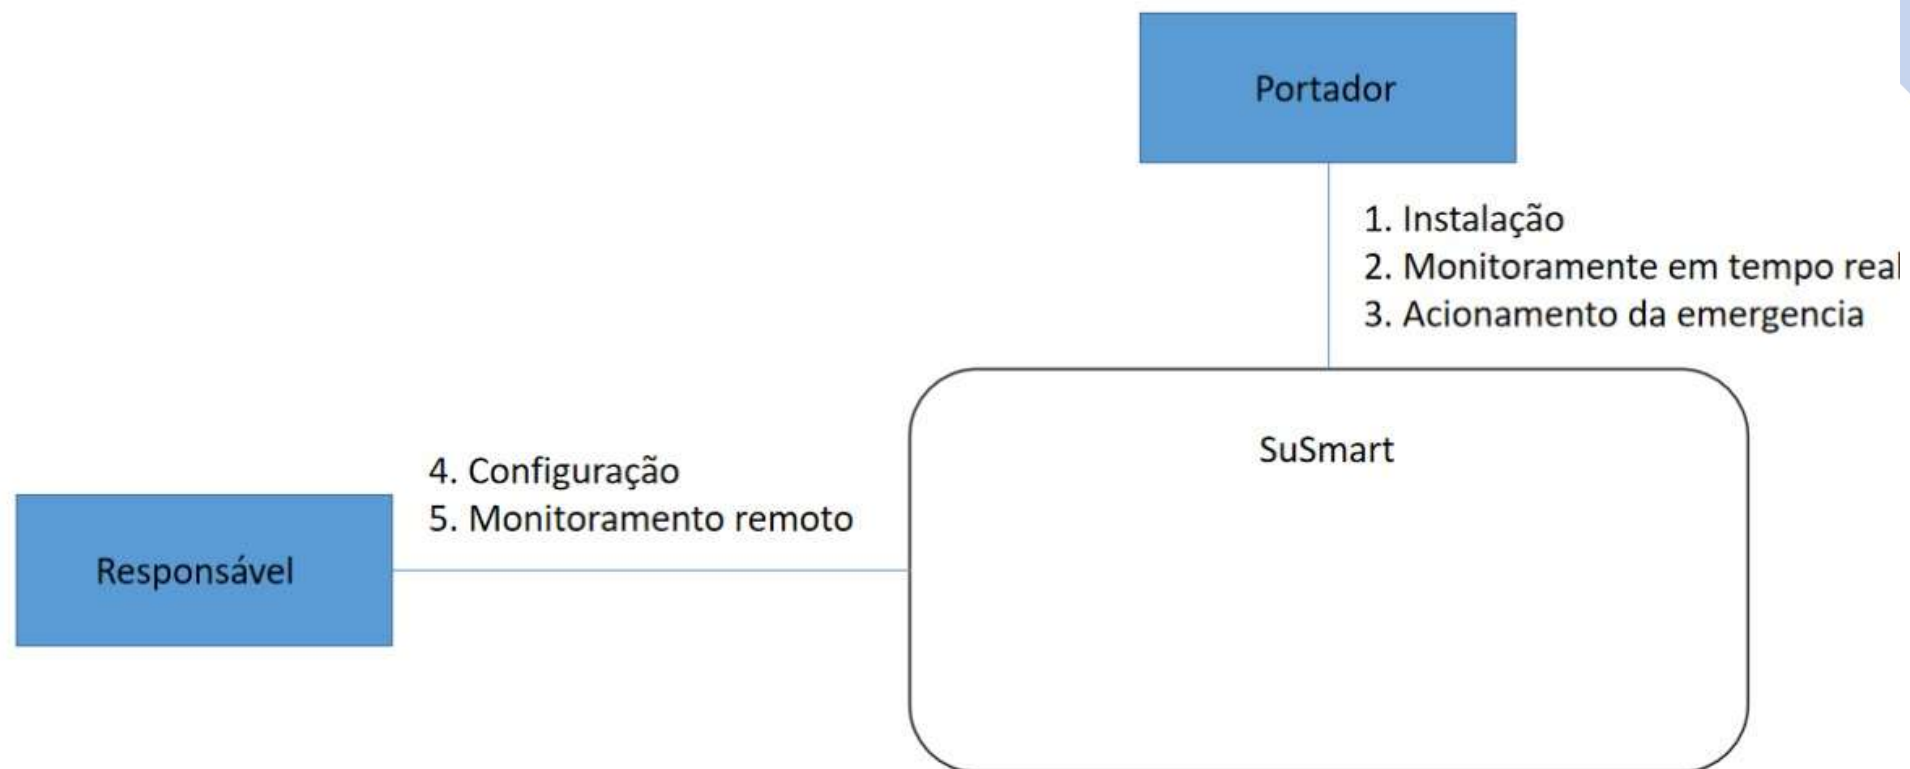 Portador
1. Instalação
2. Monitoramente em tempo real
3. Acionamento da emergencia
SuSmart
4. Configuração
5. Monitoramento remoto
Responsável